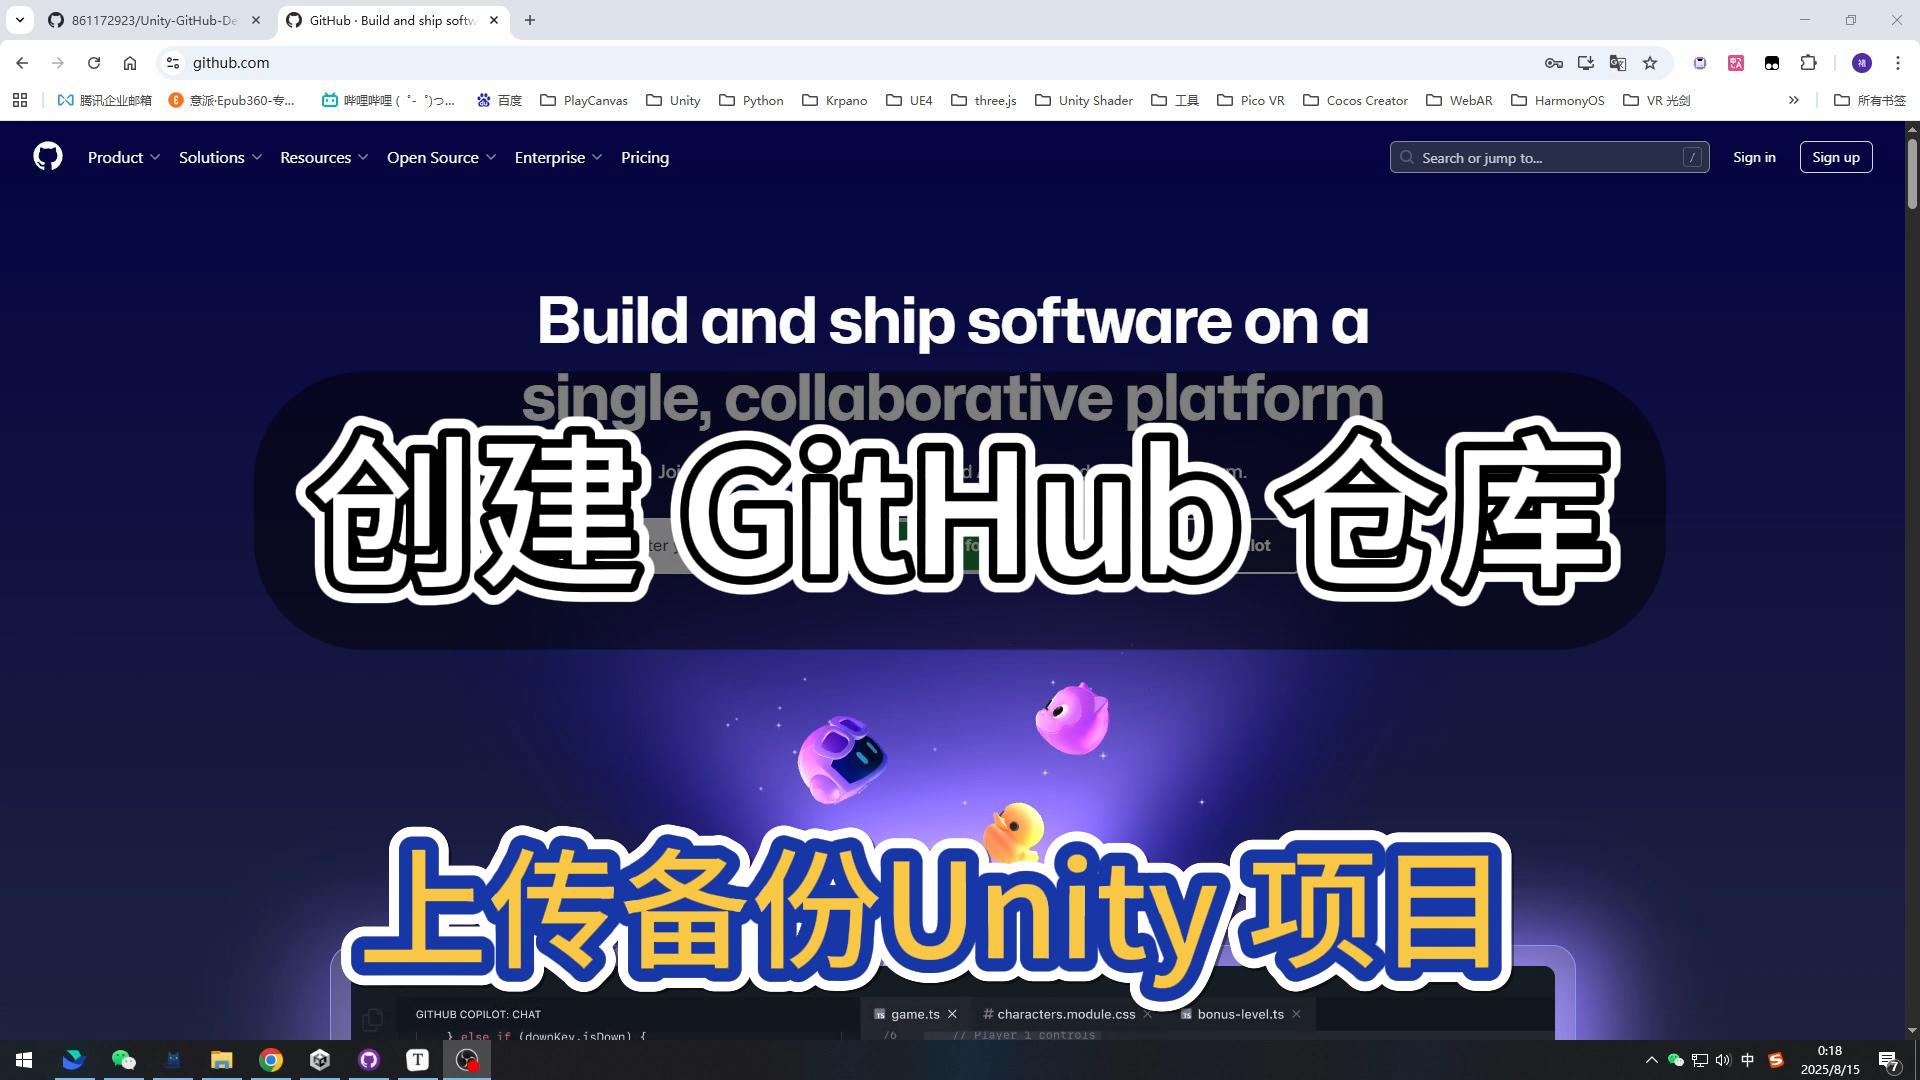 861172923/Unity-GitHub-De
GitHub · Build and ship softw
github.com
腾讯企业邮箱
意派·Epub360-专...
哔哩哔哩 ( ゜- ゜)つ...
百度
PlayCanvas
Unity
Python
Krpano
UE4
three.js
Unity Shader
工具
Pico VR
Cocos Creator
WebAR
HarmonyOS
VR 光剑
所有书签
Product
Solutions
Resources
Open Source
Enterprise
Pricing
Search or jump to...
/
Sign in
Sign up
Build and ship software on a
single, collaborative platform
创建 GitHub 仓库
上传备份Unity 项目
GITHUB COPILOT: CHAT
game.ts
# characters.module.css
bonus-level.ts
} else if (downKey.isDown) {
76 // Player 1 controls
中
0:18
2025/8/15
7